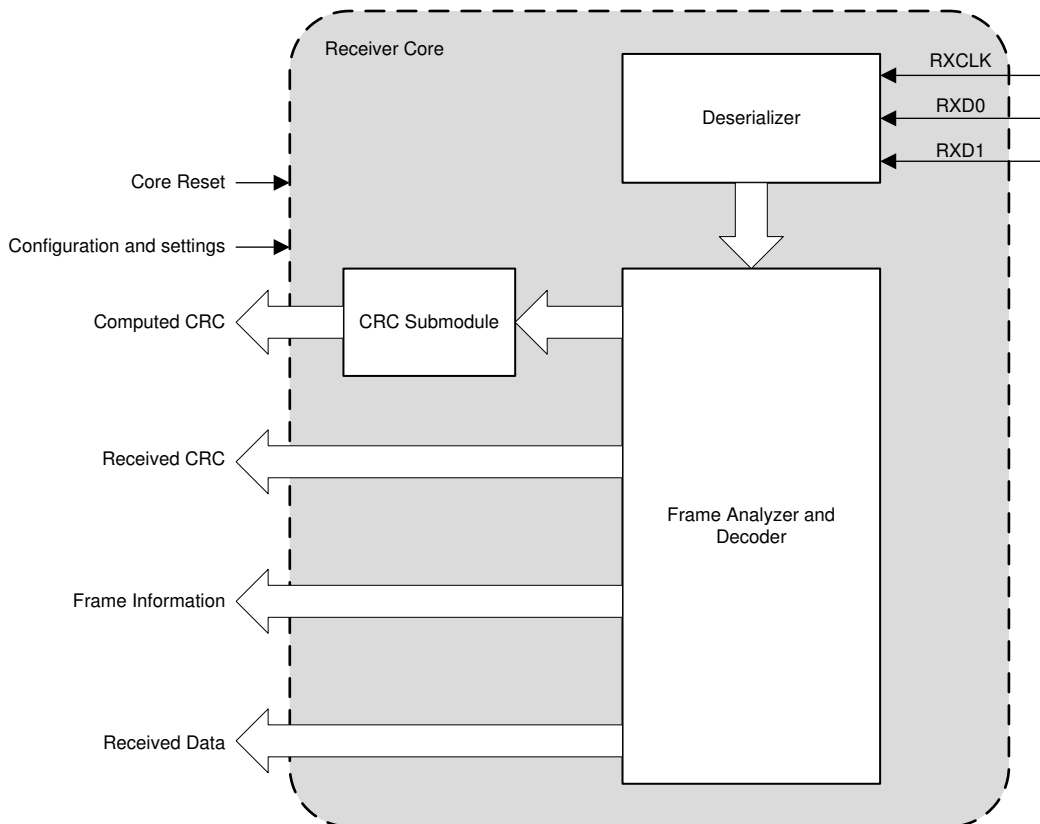 Receiver Core
RXCLK
Deserializer
RXD0
RXD1
Core Reset
Configuration and settings
Computed CRC
CRC Submodule
Received CRC
Frame Analyzer and
Decoder
Frame Information
Received Data